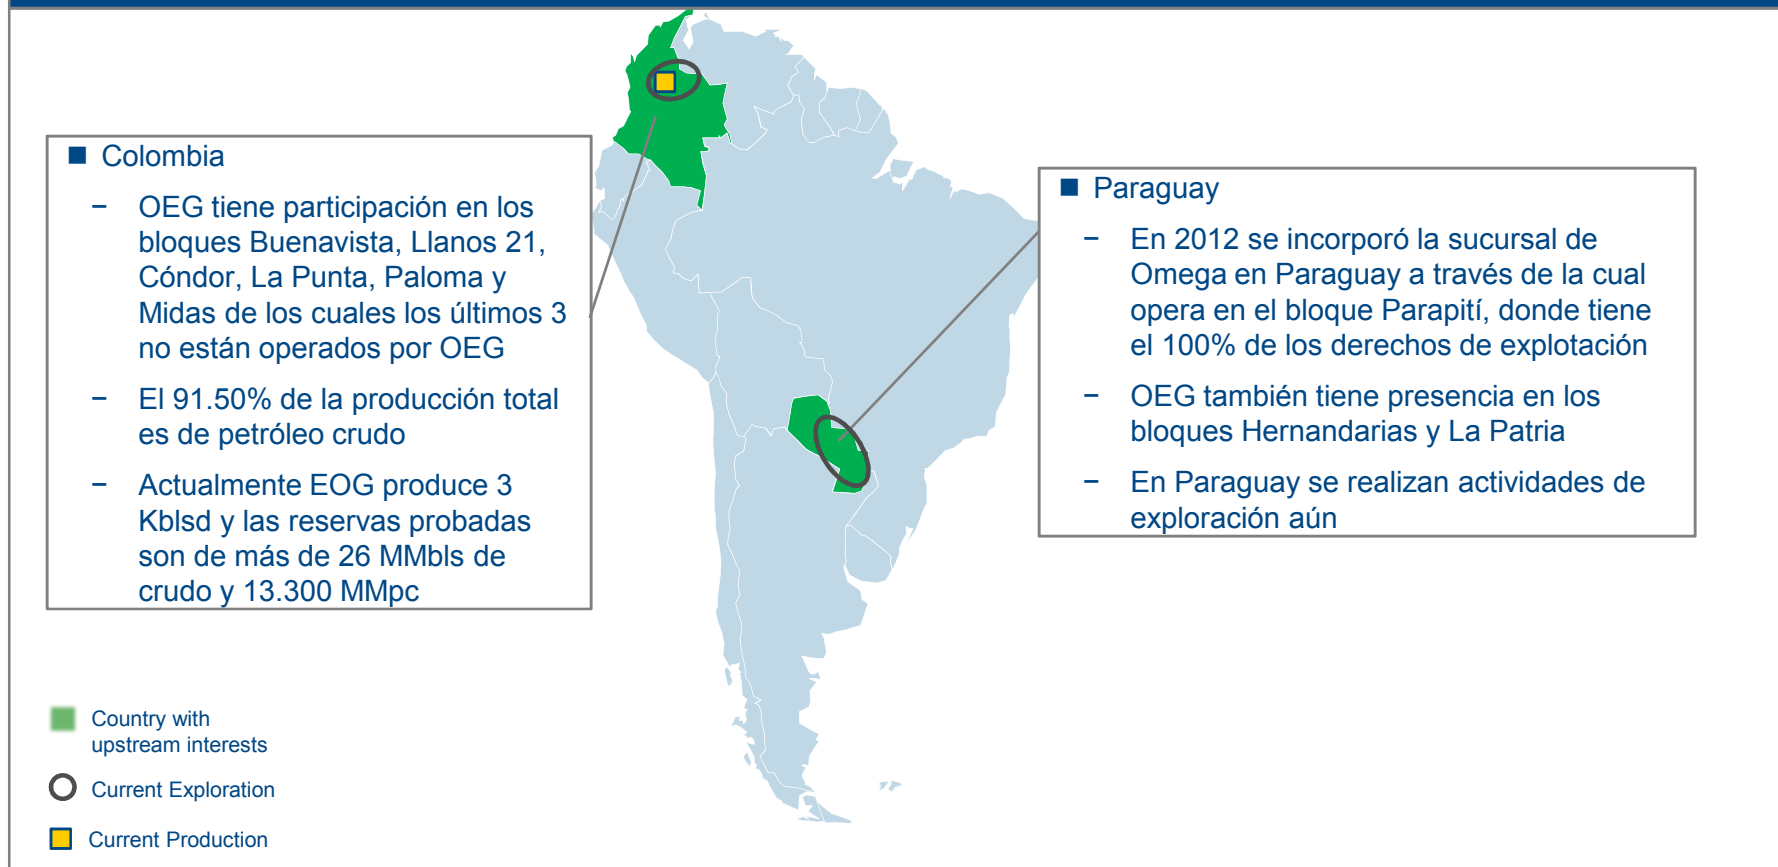 ■ Colombia
− OEG tiene participación en los
bloques Buenavista, Llanos 21,
Cóndor, La Punta, Paloma y
Midas de los cuales los últimos 3
no están operados por OEG
− El 91.50% de la producción total
es de petróleo crudo
− Actualmente EOG produce 3
Kblsd y las reservas probadas
son de más de 26 MMbls de
crudo y 13.300 MMpc
■ Paraguay
− En 2012 se incorporó la sucursal de
Omega en Paraguay a través de la cual
opera en el bloque Parapití, donde tiene
el 100% de los derechos de explotación
− OEG también tiene presencia en los
bloques Hernandarias y La Patria
− En Paraguay se realizan actividades de
exploración aún
Country with
upstream interests
Current Exploration
Current Production